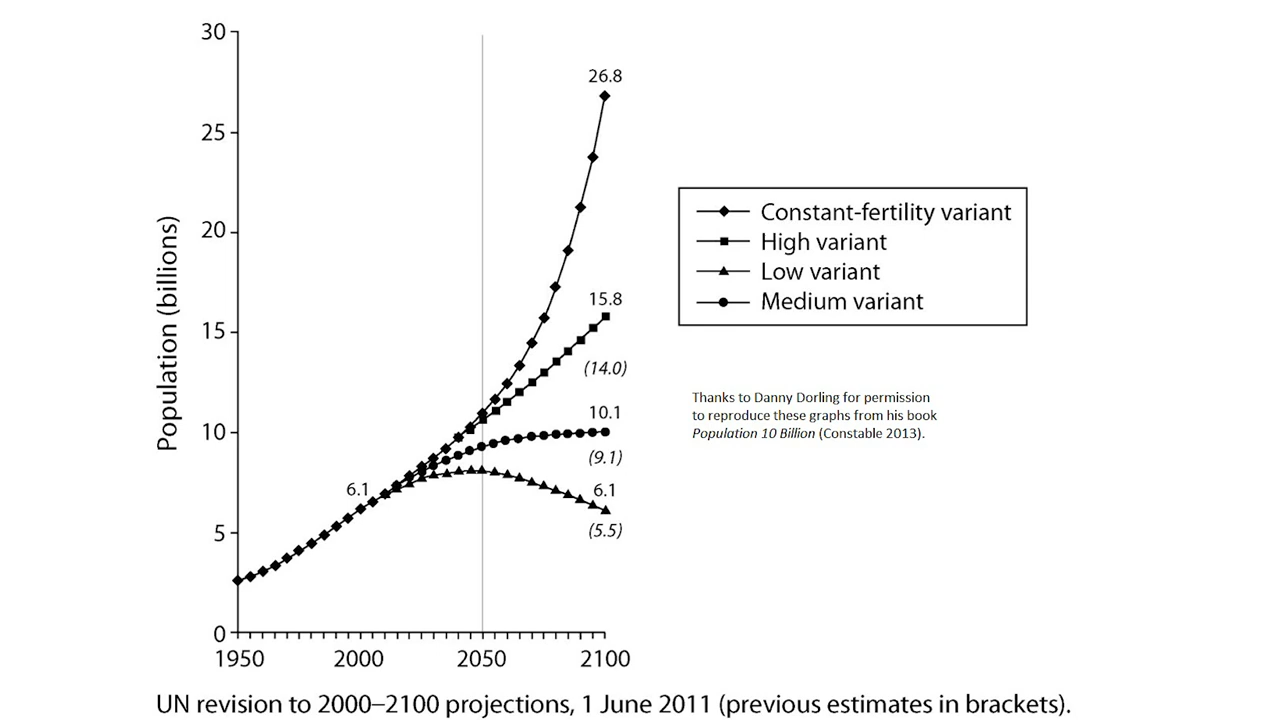 30
25
20
15
10
5
0
Population (billions)
1950
2000
2050
2100
6.1
26.8
15.8
(14.0)
10.1
(9.1)
6.1
(5.5)
Constant-fertility variant
High variant
Low variant
Medium variant
Thanks to Danny Dorling for permission
to reproduce these graphs from his book
Population 10 Billion (Constable 2013).
UN revision to 2000–2100 projections, 1 June 2011 (previous estimates in brackets).